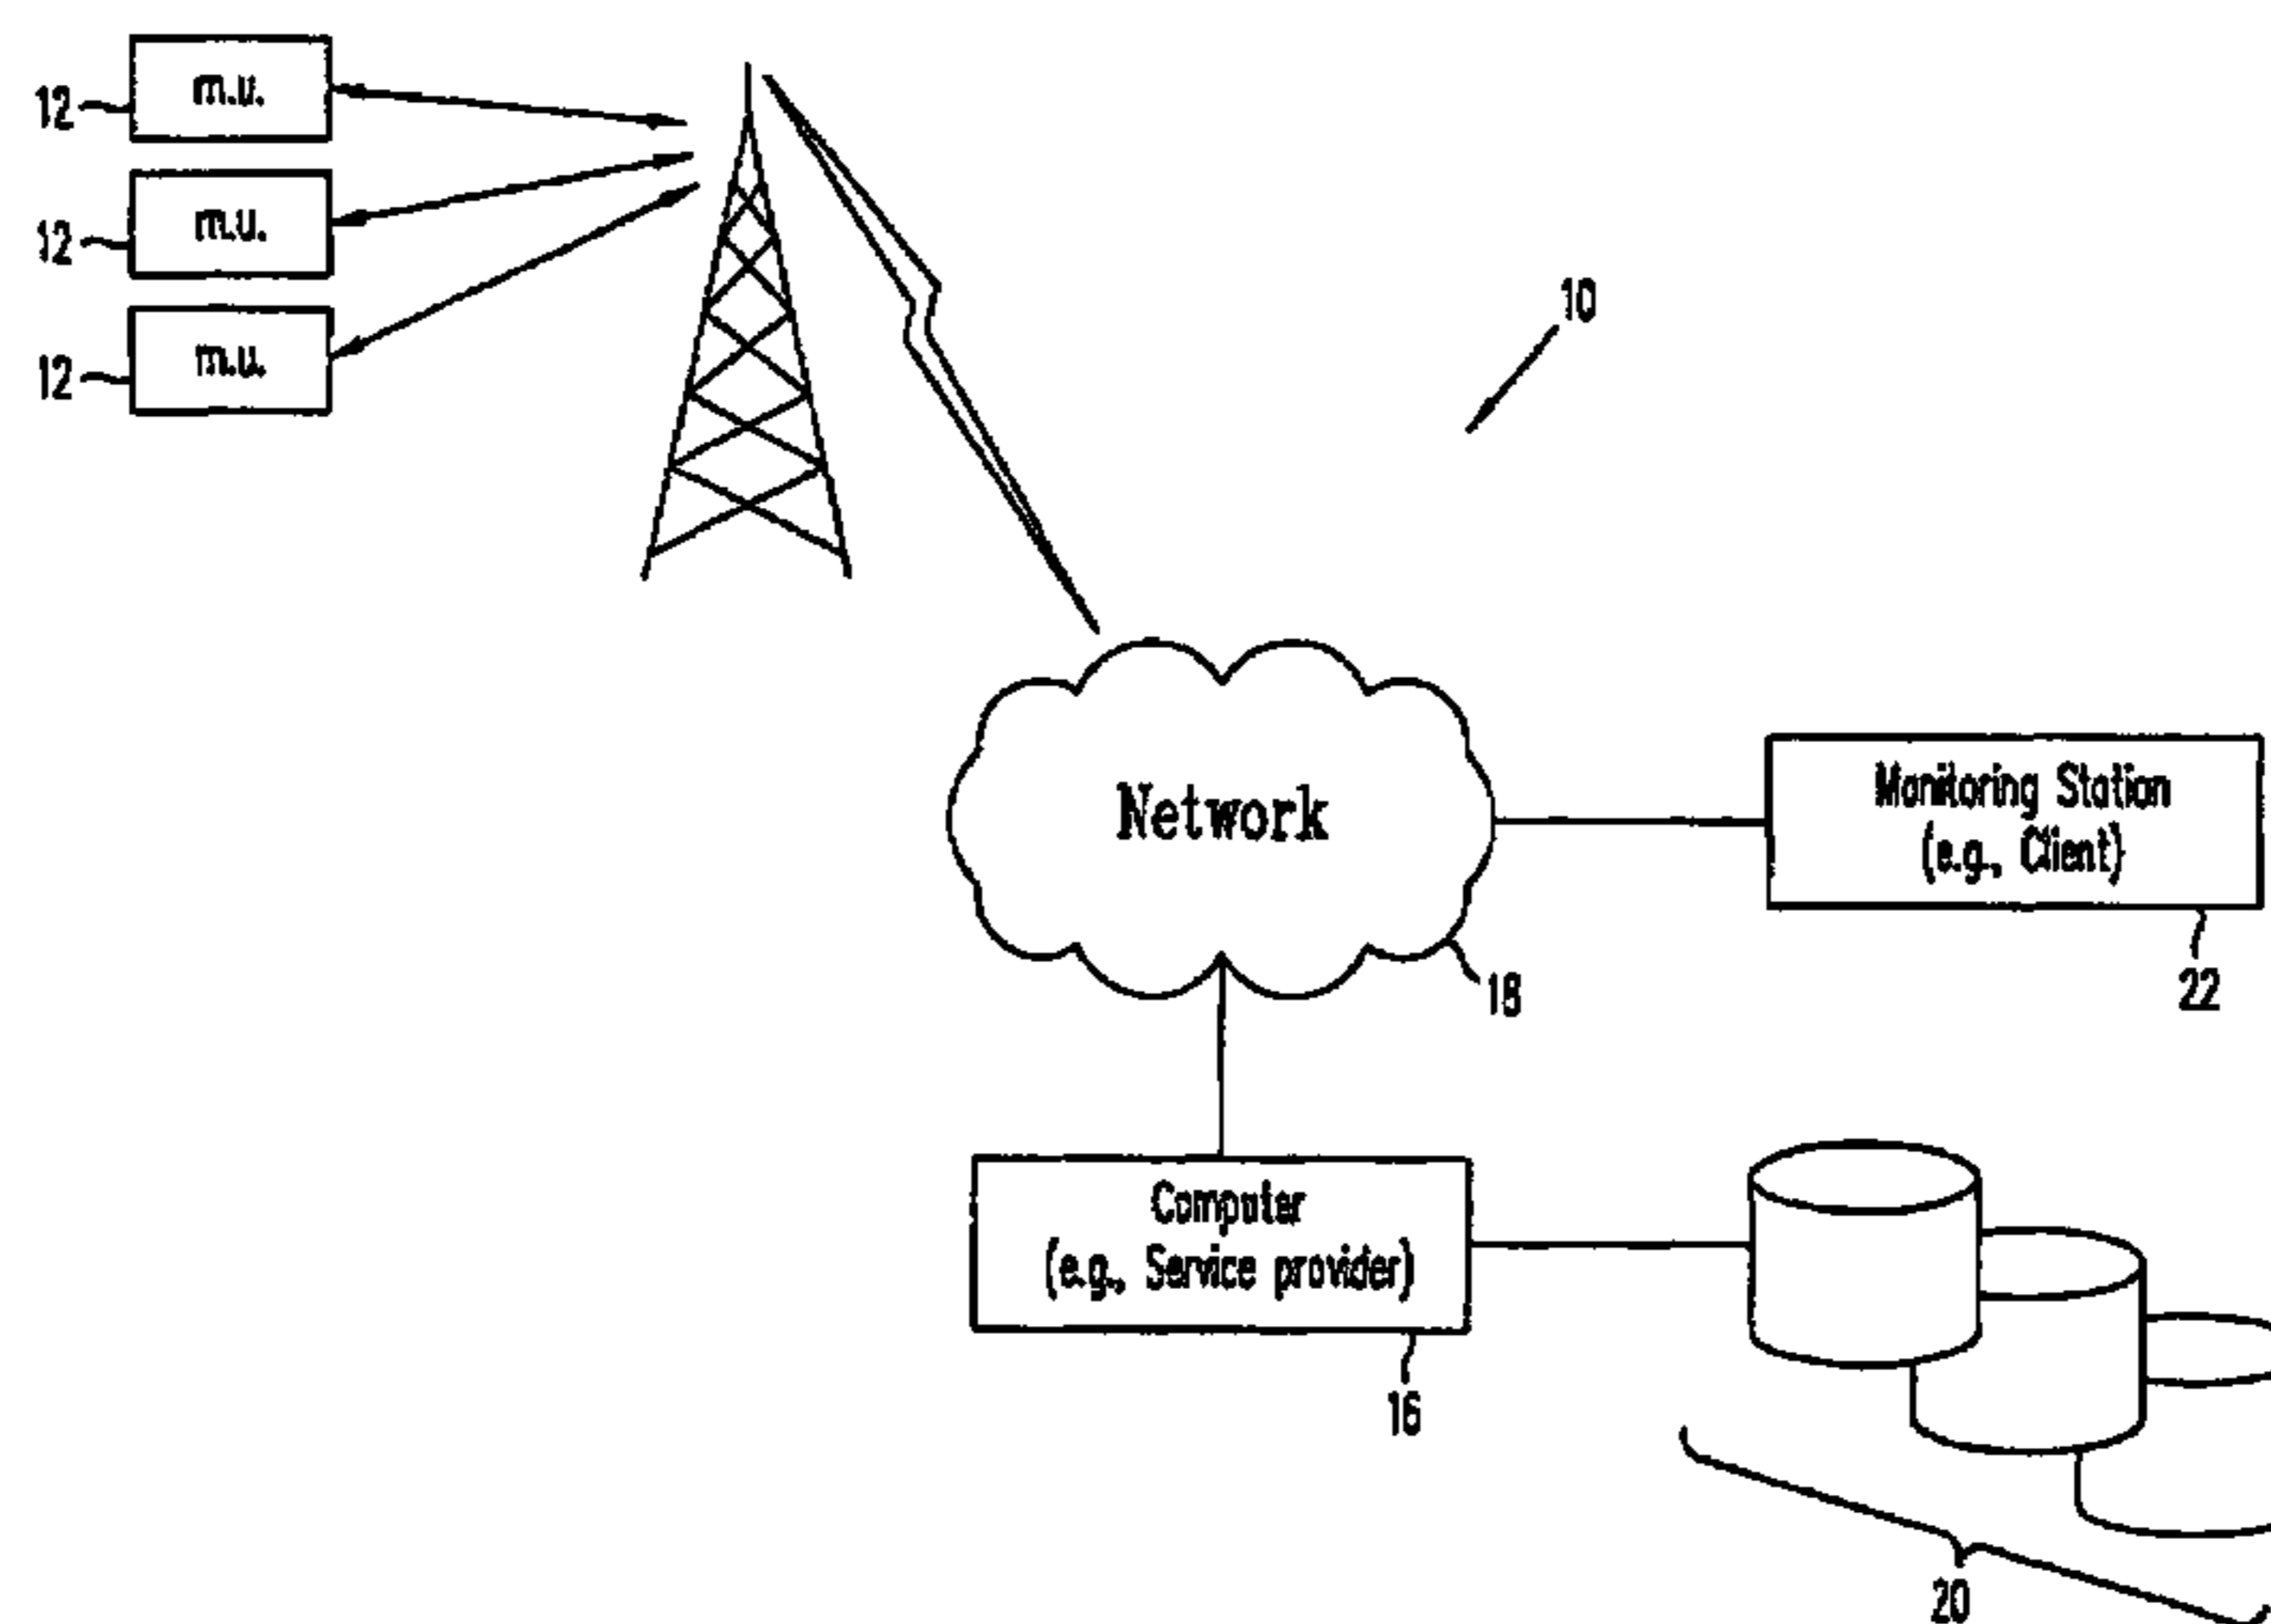 12
m.u.
12
m.u.
12
m.u.
10
Network
18
Monitoring Station
(e.g., Client)
22
Computer
(e.g., Service provider)
16
20